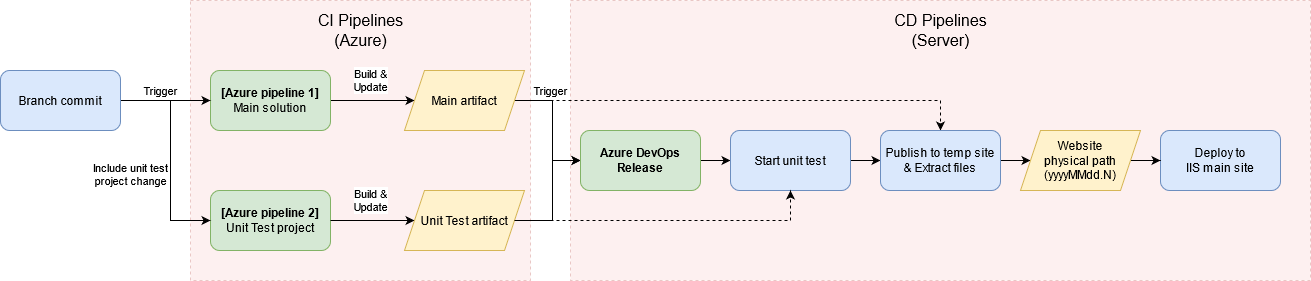 CI Pipelines
(Azure)
CD Pipelines
(Server)
Branch commit
Trigger
[Azure pipeline 1]
Main solution
Build &
Update
Main artifact
Trigger
Include unit test
project change
[Azure pipeline 2]
Unit Test project
Build &
Update
Unit Test artifact
Azure DevOps
Release
Start unit test
Publish to temp site
& Extract files
Website
physical path
(yyyyMMdd.N)
Deploy to
IIS main site